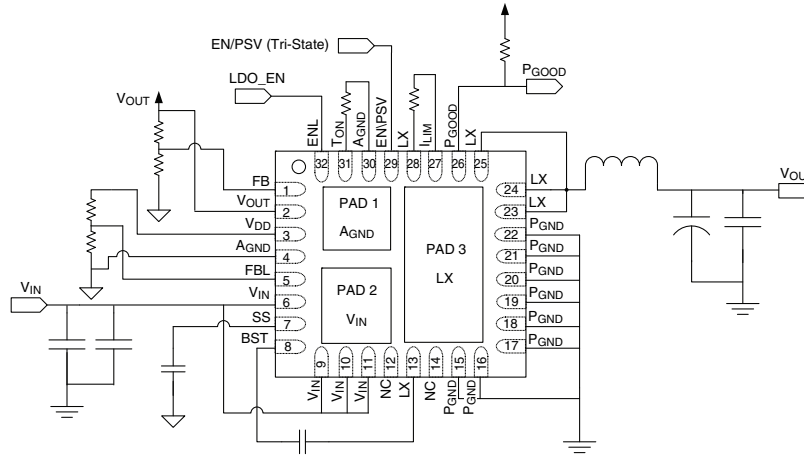 EN/PSV (Tri-State)
PGOOD
LDO_EN
VOUT
ENL
TON
AGND
EN\PSV
LX
ILIM
PGOOD
LX
32
31
30
29
28
27
26
25
FB
1
VOUT
2
VDD
3
AGND
4
FBL
5
VIN
VIN
6
SS
7
BST
8
PAD 1
AGND
PAD 2
VIN
PAD 3
LX
24
LX
23
LX
22
PGND
21
PGND
20
PGND
19
PGND
18
PGND
17
PGND
VOU
9
10
11
12
13
14
15
16
VIN
VIN
VIN
NC
LX
NC
PGND
PGND